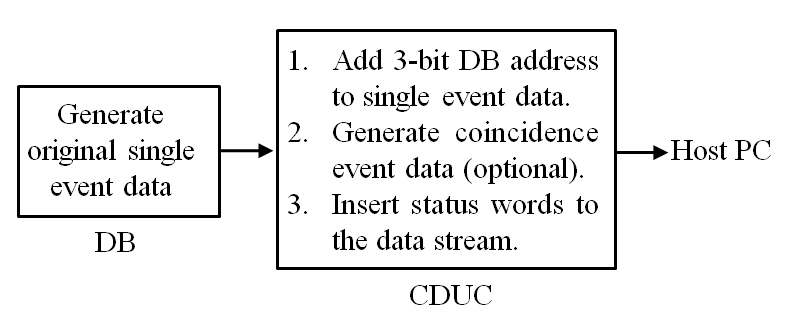 Generate
original single
event data
DB
1. Add 3-bit DB address
to single event data.
2. Generate coincidence
event data (optional).
3. Insert status words to
the data stream.
CDUC
Host PC